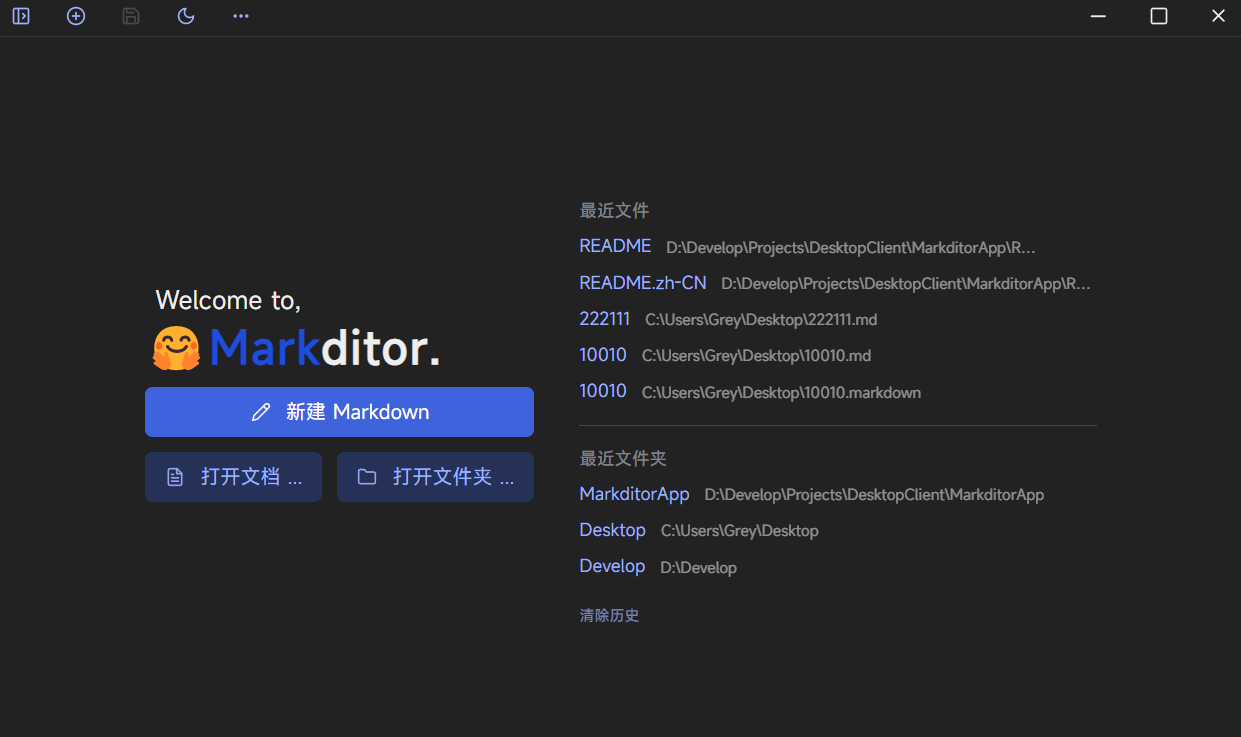 Welcome to,
Markditor.
新建 Markdown
打开文档 ...
打开文件夹 ...
最近文件
README D:\Develop\Projects\DesktopClient\MarkditorApp\R...
README.zh-CN D:\Develop\Projects\DesktopClient\MarkditorApp\R...
222111 C:\Users\Grey\Desktop\222111.md
10010 C:\Users\Grey\Desktop\10010.md
10010 C:\Users\Grey\Desktop\10010.markdown
最近文件夹
MarkditorApp D:\Develop\Projects\DesktopClient\MarkditorApp
Desktop C:\Users\Grey\Desktop
Develop D:\Develop
清除历史